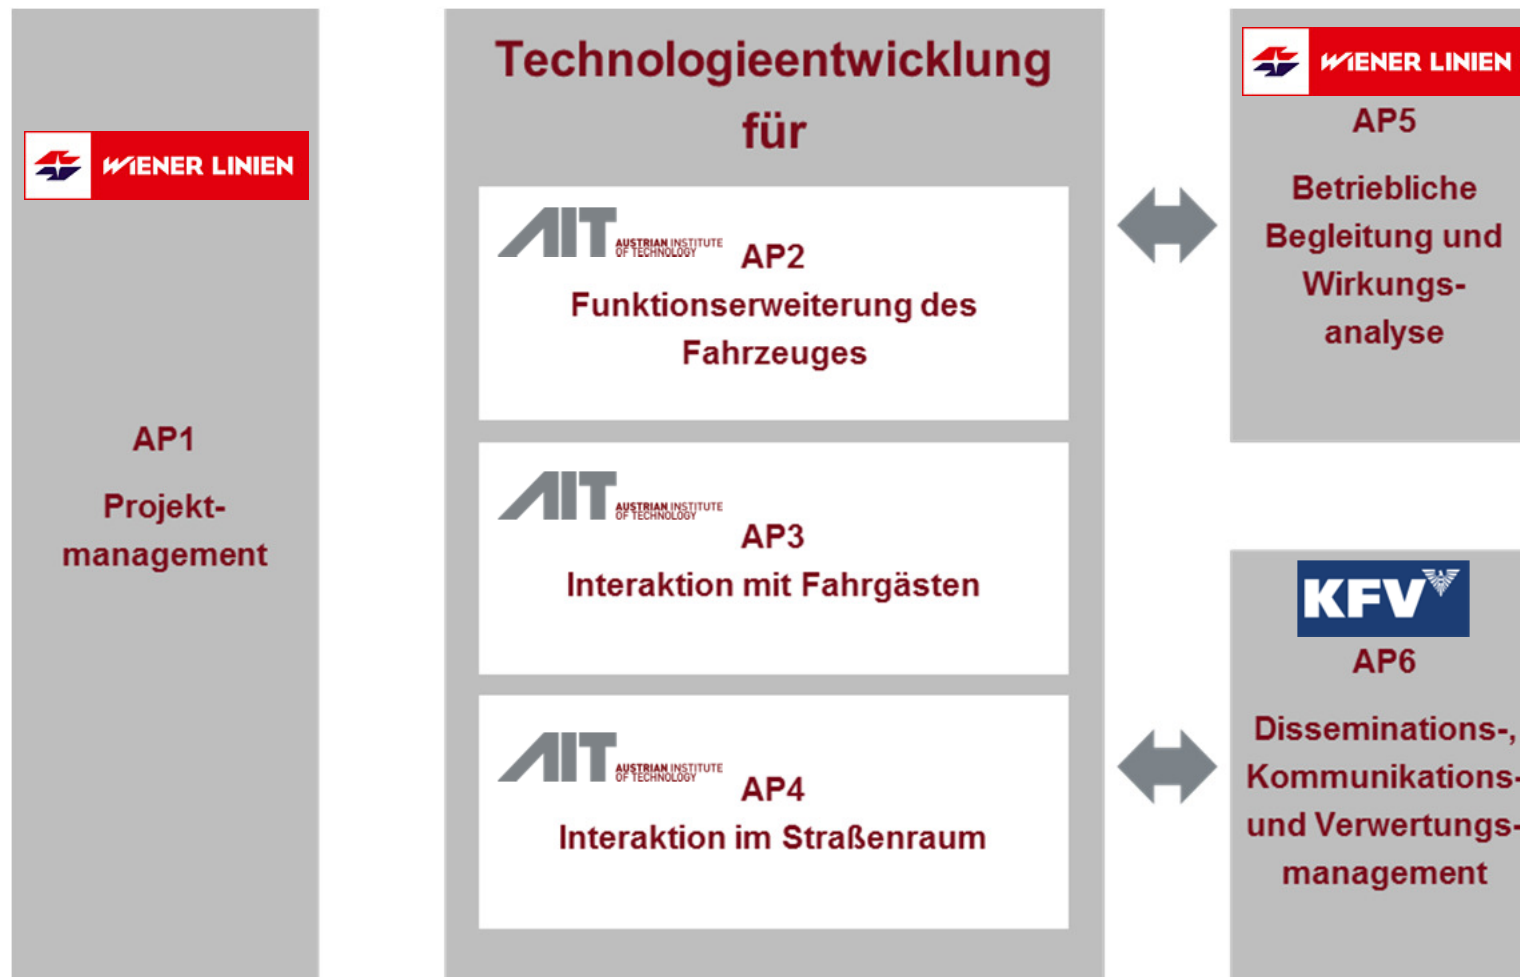 WIENER LINIEN
AP1
Projekt-
management
Technologieentwicklung
für
AIT AUSTRIAN INSTITUTE
OF TECHNOLOGY
AP2
Funktionserweiterung des
Fahrzeuges
AIT AUSTRIAN INSTITUTE
OF TECHNOLOGY
AP3
Interaktion mit Fahrgästen
AIT AUSTRIAN INSTITUTE
OF TECHNOLOGY
AP4
Interaktion im Straßenraum
WIENER LINIEN
AP5
Betriebliche
Begleitung und
Wirkungs-
analyse
KFV
AP6
Disseminations-,
Kommunikations-
und Verwertungs-
management